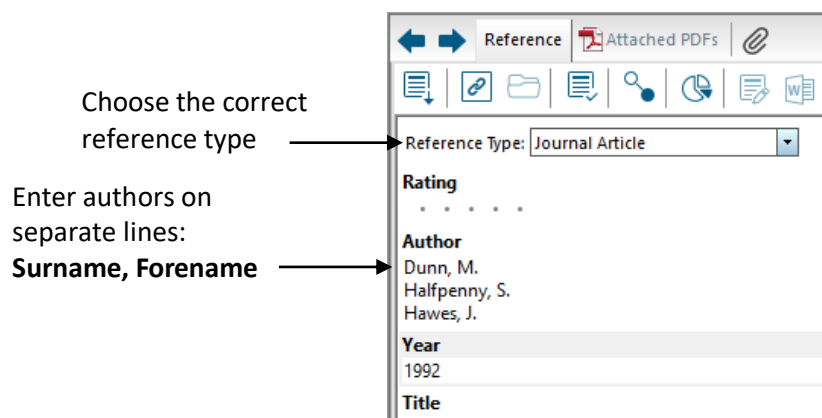 Reference Attached PDFs
Choose the correct
reference type
Reference Type: Journal Article
Rating
Enter authors on
separate lines:
Surname, Forename
Author
Dunn, M.
Halfpenny, S.
Hawes, J.
Year
1992
Title